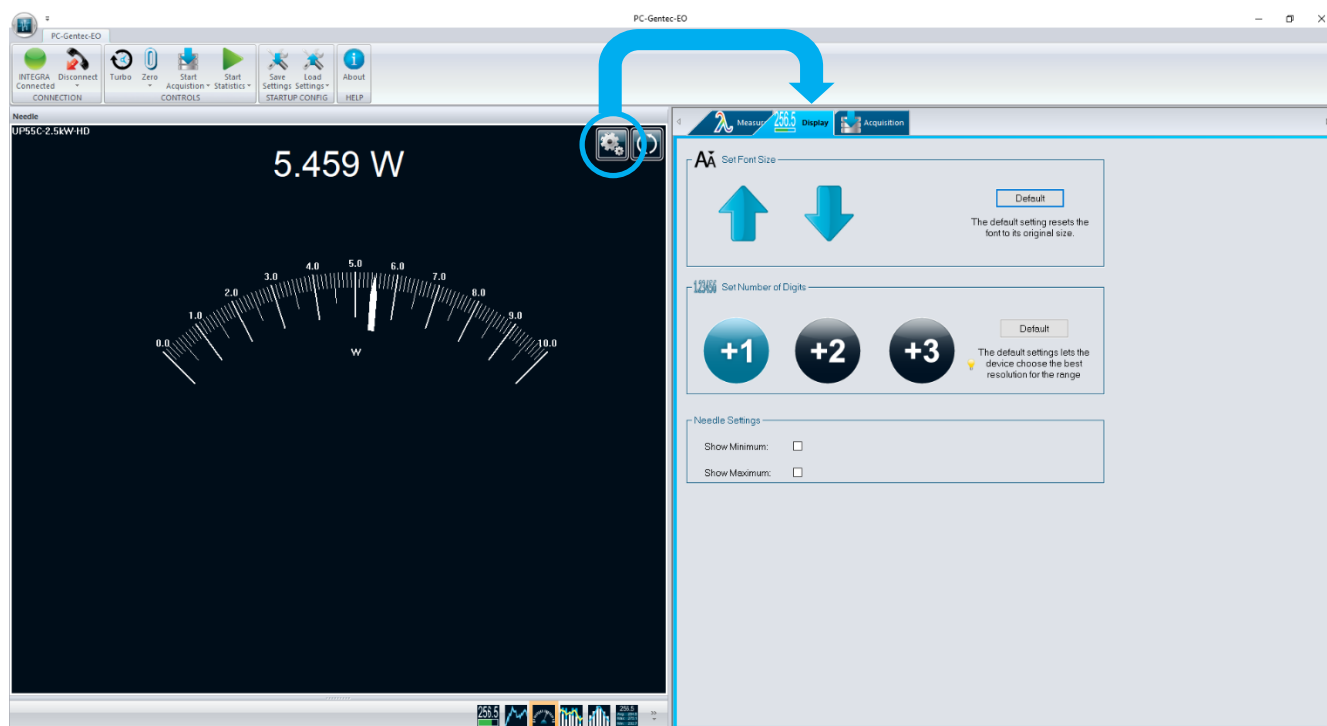 PC-Gentec-EO
PC-Gentec-EO
INTEGRA Connected
Disconnect
Turbo
Zero
Start Acquistion
Start Statistics
Save Settings
Load Settings
About
CONNECTION
CONTROLS
STARTUP CONFIG
HELP
Needle
UP55C-2.5kW-HD
5.459 W
0.0
1.0
2.0
3.0
4.0
5.0
6.0
7.0
8.0
9.0
10.0
W
256.5
256.5
Measur
256.5
Display
Acquisition
AA Set Font Size
Default
The default setting resets the
font to its original size.
123456 Set Number of Digits
+1
+2
+3
Default
The default settings lets the
device choose the best
resolution for the range
Needle Settings
Show Minimum:
Show Maximum: